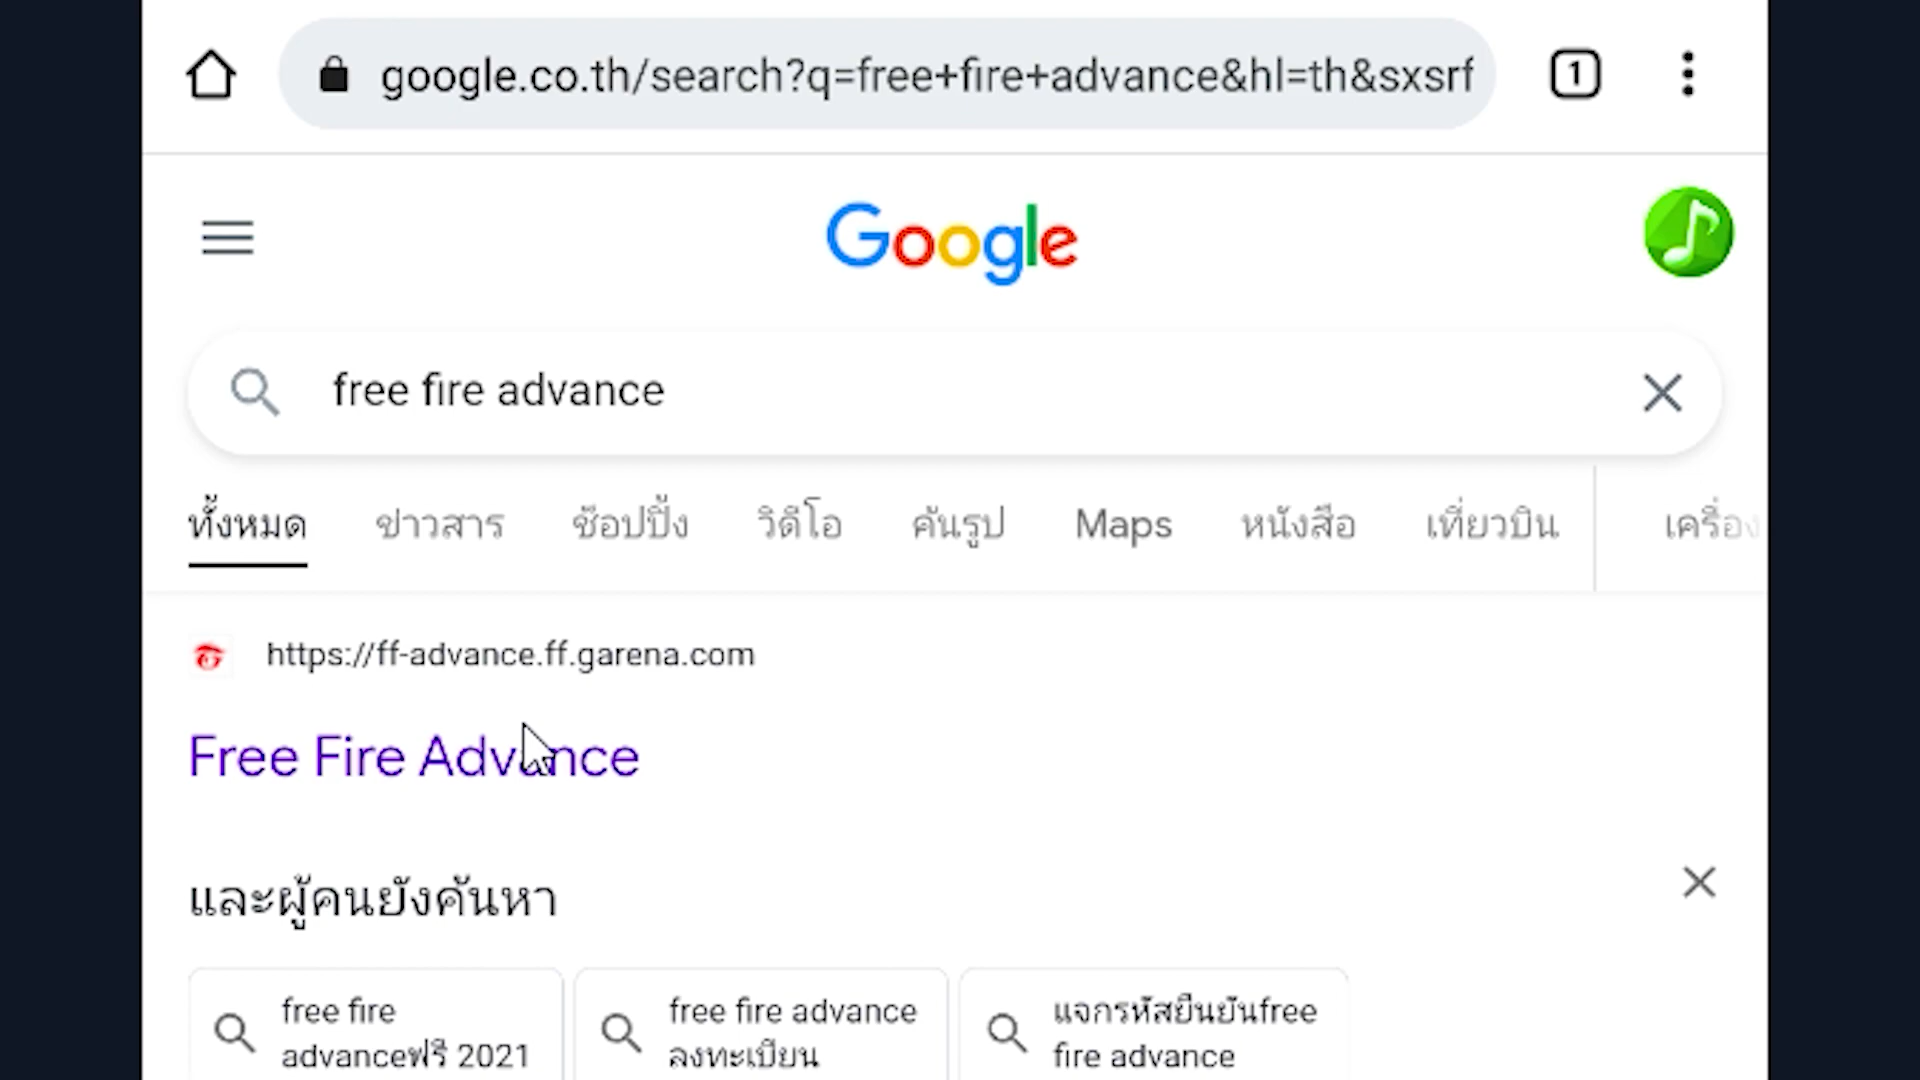 google.co.th/search?q=free+fire+advance&hl=th&sxsrf
1
Google
free fire advance
ทั้งหมด ข่าวสาร ช็อปปิ้ง วิดีโอ ค้นรูป Maps หนังสือ เที่ยวบิน เครื่อง
https://ff-advance.ff.garena.com
Free Fire Advance
และผู้คนยังค้นหา
free fire
advanceฟรี 2021
free fire advance
ลงทะเบียน
แจกรหัสยืนยันfree
fire advance